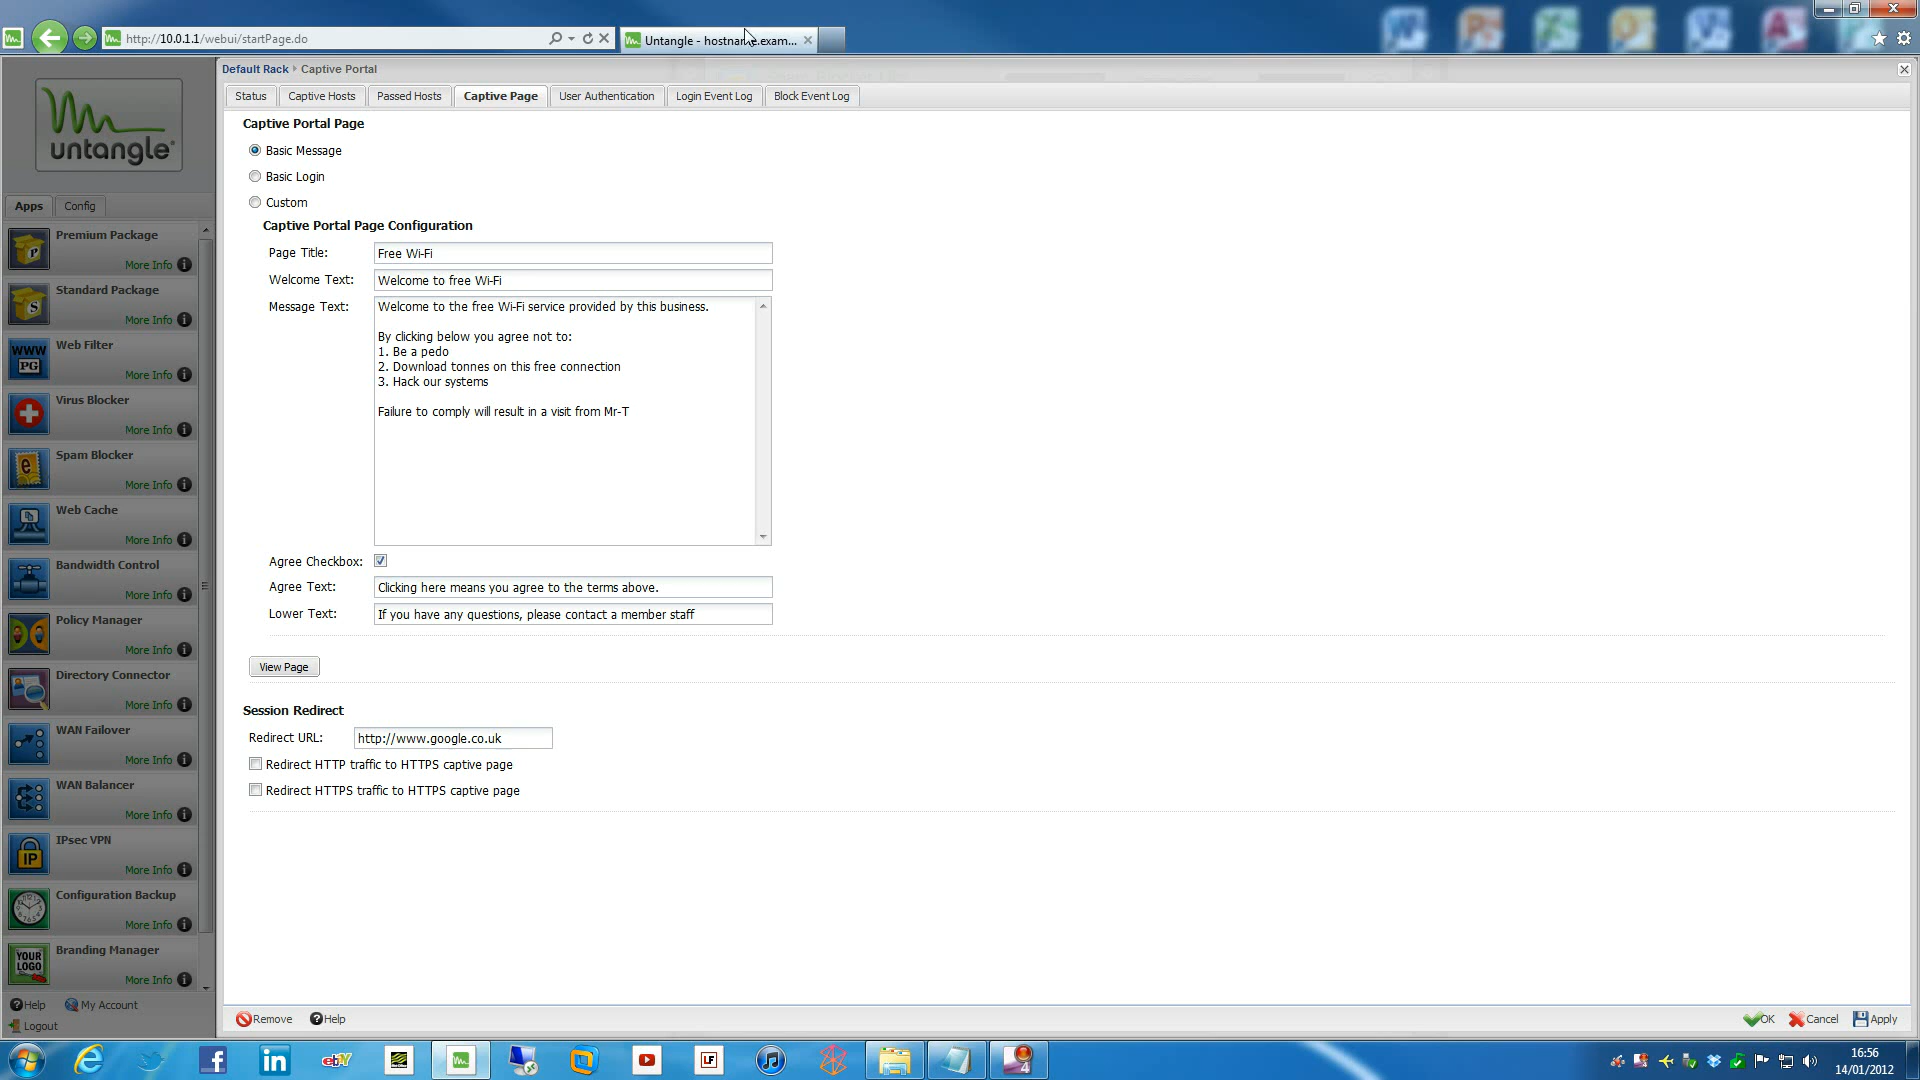 http://10.0.1.1/webui/startPage.do
Untangle - hostname.exam...
Default Rack Captive Portal
untangle
Status
Captive Hosts
Passed Hosts
Captive Page
User Authentication
Login Event Log
Block Event Log
Captive Portal Page
Basic Message
Basic Login
Custom
Captive Portal Page Configuration
Page Title: Free Wi-Fi
Welcome Text: Welcome to free Wi-Fi
Message Text: Welcome to the free Wi-Fi service provided by this business.
By clicking below you agree not to:
1. Be a pedo
2. Download tonnes on this free connection
3. Hack our systems
Failure to comply will result in a visit from Mr-T
Agree Checkbox:
Agree Text: Clicking here means you agree to the terms above.
Lower Text: If you have any questions, please contact a member staff
View Page
Session Redirect
Redirect URL: http://www.google.co.uk
Redirect HTTP traffic to HTTPS captive page
Redirect HTTPS traffic to HTTPS captive page
Apps
Config
Premium Package
More Info
Standard Package
More Info
WWW
PG
Web Filter
More Info
Virus Blocker
More Info
Spam Blocker
More Info
Web Cache
More Info
Bandwidth Control
More Info
Policy Manager
More Info
Directory Connector
More Info
WAN Failover
More Info
WAN Balancer
More Info
IP
IPsec VPN
More Info
Configuration Backup
More Info
YOUR
LOGO
Branding Manager
More Info
Help
My Account
Logout
Remove
Help
OK
Cancel
Apply
ebY
LF
4
16:56
14/01/2012